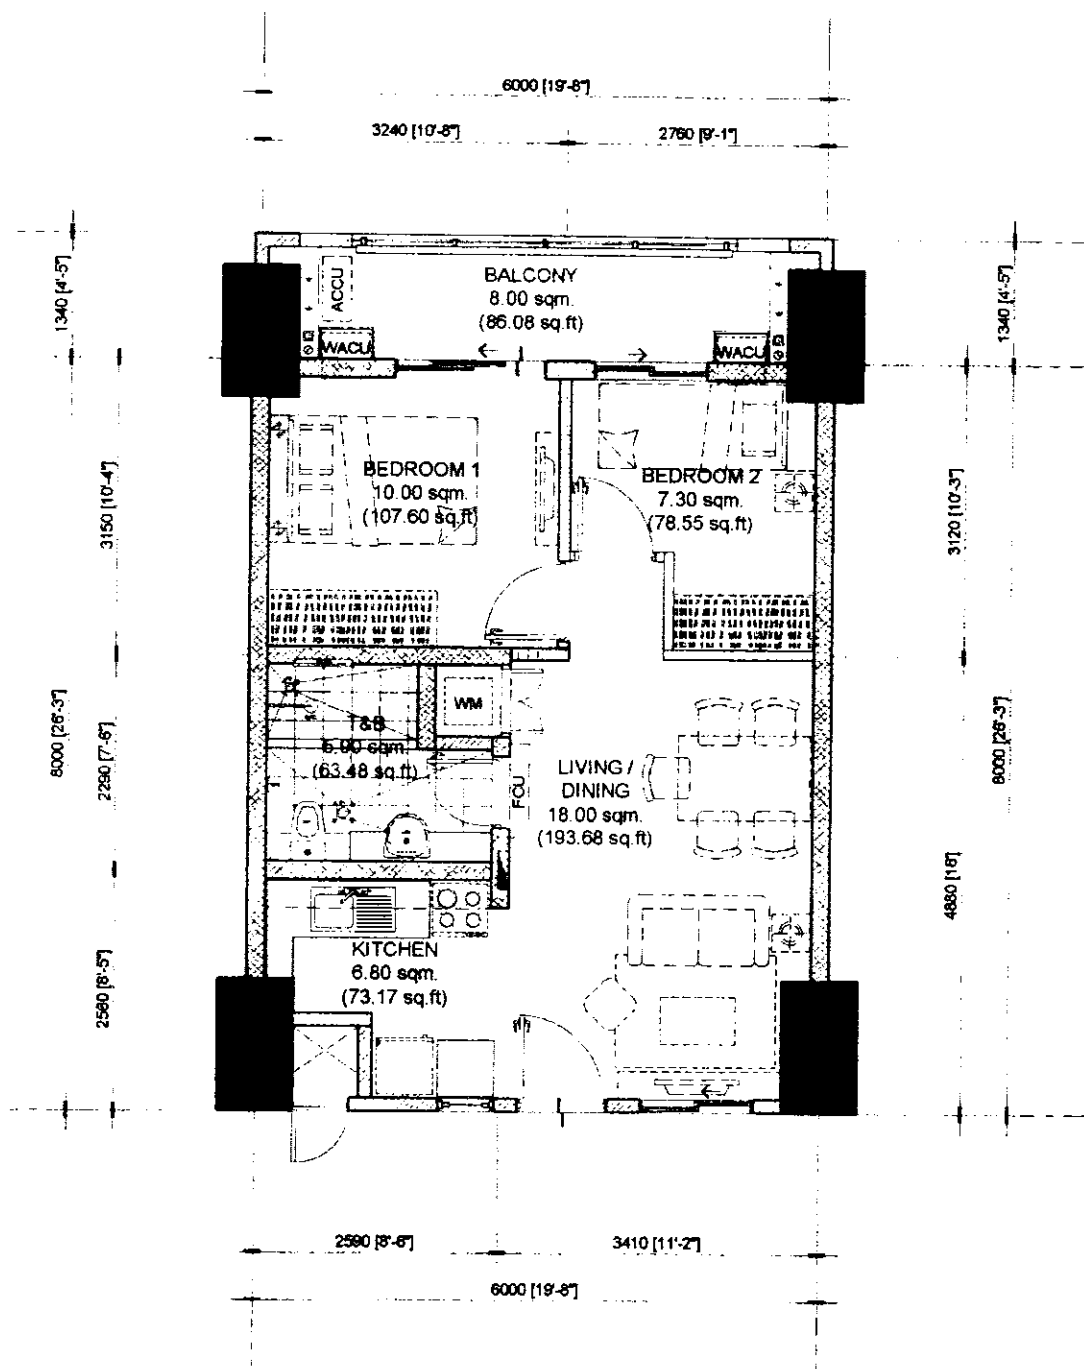 6000 [19'-8"]
3240 [10'-8"]
2760 [9'-1"]
1340 [4'-5"]
1340 [4'-5"]
BALCONY
8.00 sqm.
(86.08 sq.ft)
ACCU
WACU
WACU
BEDROOM 1
10.00 sqm.
(107.60 sq.ft)
BEDROOM 2
7.30 sqm.
(78.55 sq.ft)
3150 [10'-4"]
3120 [10'-3"]
8000 [26'-3"]
2290 [7'-6"]
8000 [26'-3"]
WM
T&B
5.90 sqm.
(63.48 sq.ft)
FCU
LIVING /
DINING
18.00 sqm.
(193.68 sq.ft)
4880 [16']
2560 [8'-5"]
KITCHEN
6.80 sqm.
(73.17 sq.ft)
2590 [8'-6"]
3410 [11'-2"]
6000 [19'-8"]